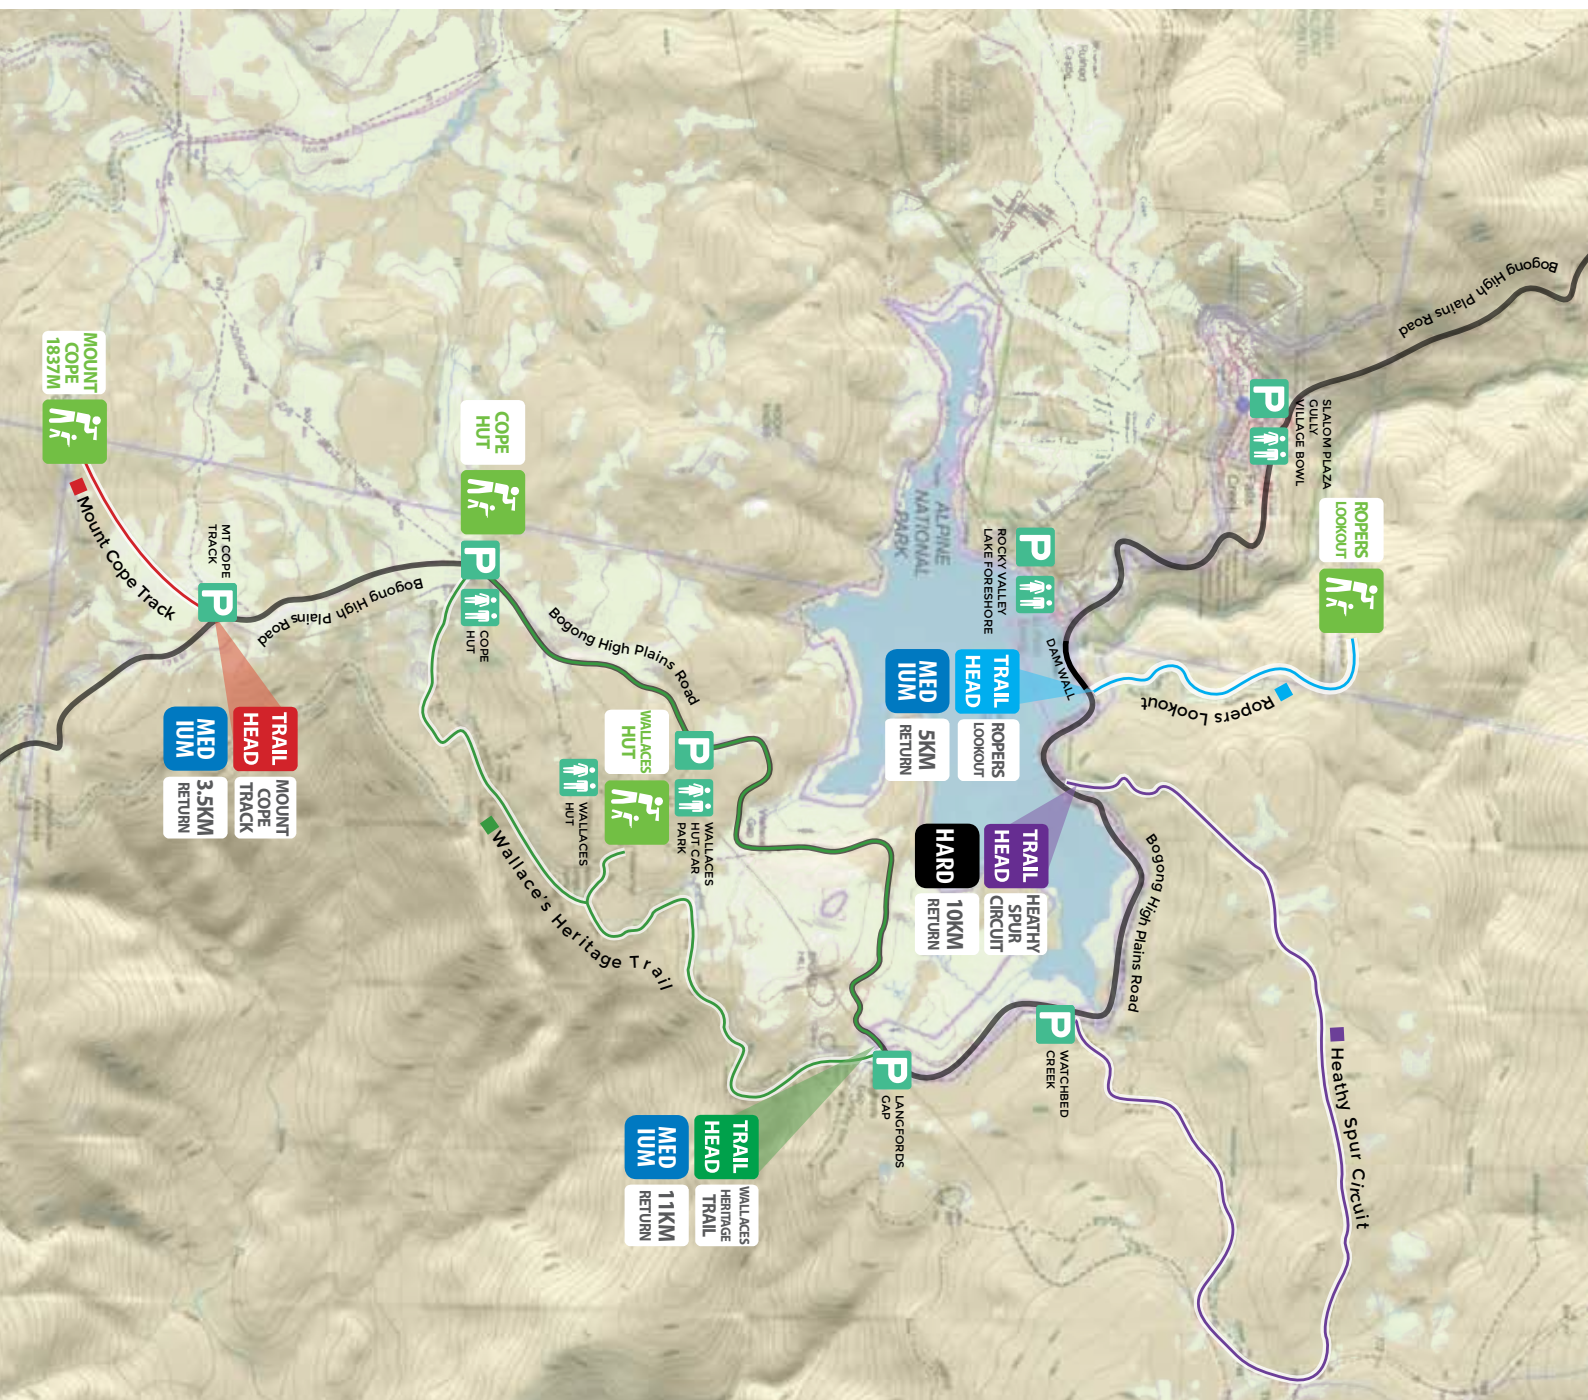 Bogong High Plains Road
SLALOM PLAZA
GULLY
VILLAGE BOWL
ROPERS
LOOKOUT
Ropers Lookout
ROCKY VALLEY
LAKE FORESHORE
DAM WALL
ALPINE
NATIONAL
PARK
TRAIL
HEAD
ROPERS
LOOKOUT
MED
IUM
5KM
RETURN
TRAIL
HEAD
HEATHY
SPUR
CIRCUIT
HARD
10KM
RETURN
Bogong High Plains Road
Heathy Spur Circuit
WATCHBED
CREEK
LANGFORDS
GAP
TRAIL
HEAD
WALLACES
HERITAGE
TRAIL
MED
IUM
11KM
RETURN
WALLACES
HUT CAR
PARK
WALLACES
HUT
WALLACES
HUT
Wallace's Heritage Trail
Bogong High Plains Road
COPE
HUT
COPE
HUT
Bogong High Plains Road
MT COPE
TRACK
TRAIL
HEAD
MOUNT
COPE
TRACK
MED
IUM
3.5KM
RETURN
Mount Cope Track
MOUNT
COPE
1837M
P
P
P
P
P
P
P
Ruined
Castle
Falls
Creek